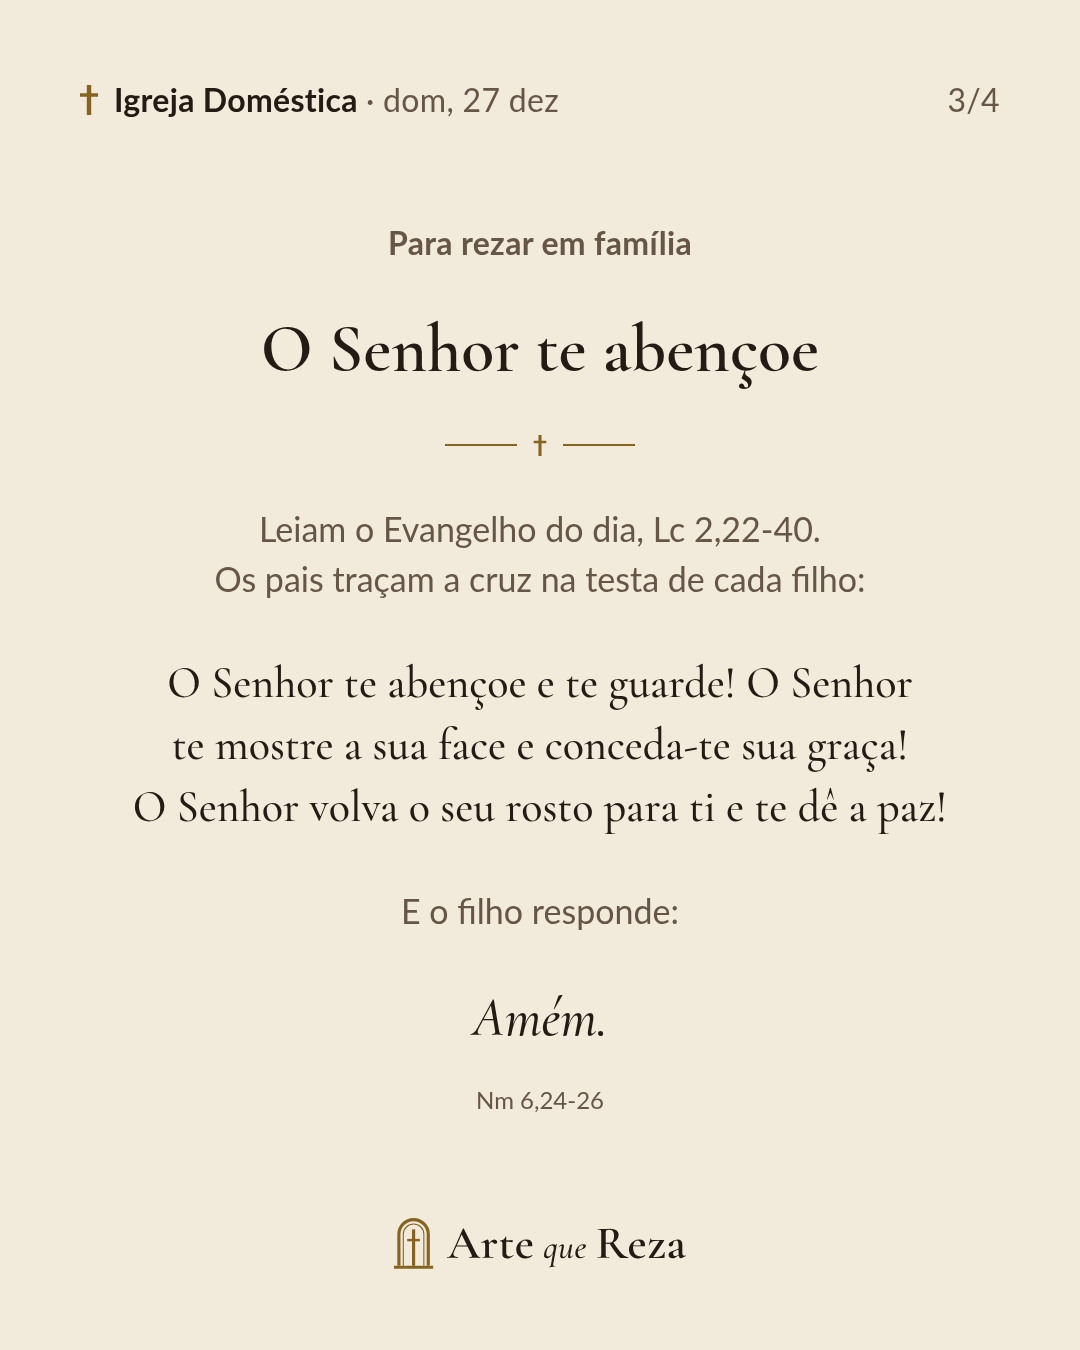 Igreja Doméstica · dom, 27 dez
3/4
Para rezar em família
O Senhor te abençoe
Leiam o Evangelho do dia, Lc 2,22-40.
Os pais traçam a cruz na testa de cada filho:
O Senhor te abençoe e te guarde! O Senhor
te mostre a sua face e conceda-te sua graça!
O Senhor volva o seu rosto para ti e te dê a paz!
E o filho responde:
Amém.
Nm 6,24-26
Arte que Reza